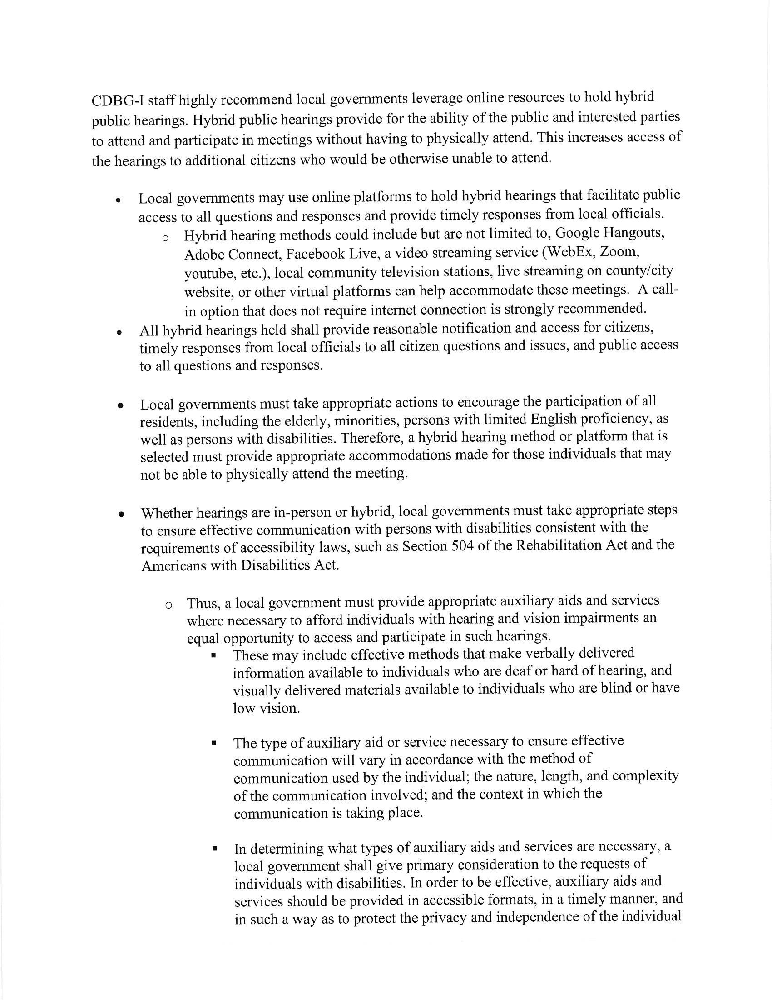 CDBG-I staff highly recommend local governments leverage online resources to hold hybrid
public hearings. Hybrid public hearings provide for the ability of the public and interested parties
to attend and participate in meetings without having to physically attend. This increases access of
the hearings to additional citizens who would be otherwise unable to attend.
• Local governments may use online platforms to hold hybrid hearings that facilitate public
access to all questions and responses and provide timely responses from local officials.
o Hybrid hearing methods could include but are not limited to, Google Hangouts,
Adobe Connect, Facebook Live, a video streaming service (WebEx, Zoom,
youtube, etc.), local community television stations, live streaming on county/city
website, or other virtual platforms can help accommodate these meetings.  A call-
in option that does not require internet connection is strongly recommended.
• All hybrid hearings held shall provide reasonable notification and access for citizens,
timely responses from local officials to all citizen questions and issues, and public access
to all questions and responses.
• Local governments must take appropriate actions to encourage the participation of all
residents, including the elderly, minorities, persons with limited English proficiency, as
well as persons with disabilities. Therefore, a hybrid hearing method or platform that is
selected must provide appropriate accommodations made for those individuals that may
not be able to physically attend the meeting.
• Whether hearings are in-person or hybrid, local governments must take appropriate steps
to ensure effective communication with persons with disabilities consistent with the
requirements of accessibility laws, such as Section 504 of the Rehabilitation Act and the
Americans with Disabilities Act.
o Thus, a local government must provide appropriate auxiliary aids and services
where necessary to afford individuals with hearing and vision impairments an
equal opportunity to access and participate in such hearings.
▪ These may include effective methods that make verbally delivered
information available to individuals who are deaf or hard of hearing, and
visually delivered materials available to individuals who are blind or have
low vision.
▪ The type of auxiliary aid or service necessary to ensure effective
communication will vary in accordance with the method of
communication used by the individual; the nature, length, and complexity
of the communication involved; and the context in which the
communication is taking place.
▪ In determining what types of auxiliary aids and services are necessary, a
local government shall give primary consideration to the requests of
individuals with disabilities. In order to be effective, auxiliary aids and
services should be provided in accessible formats, in a timely manner, and
in such a way as to protect the privacy and independence of the individual